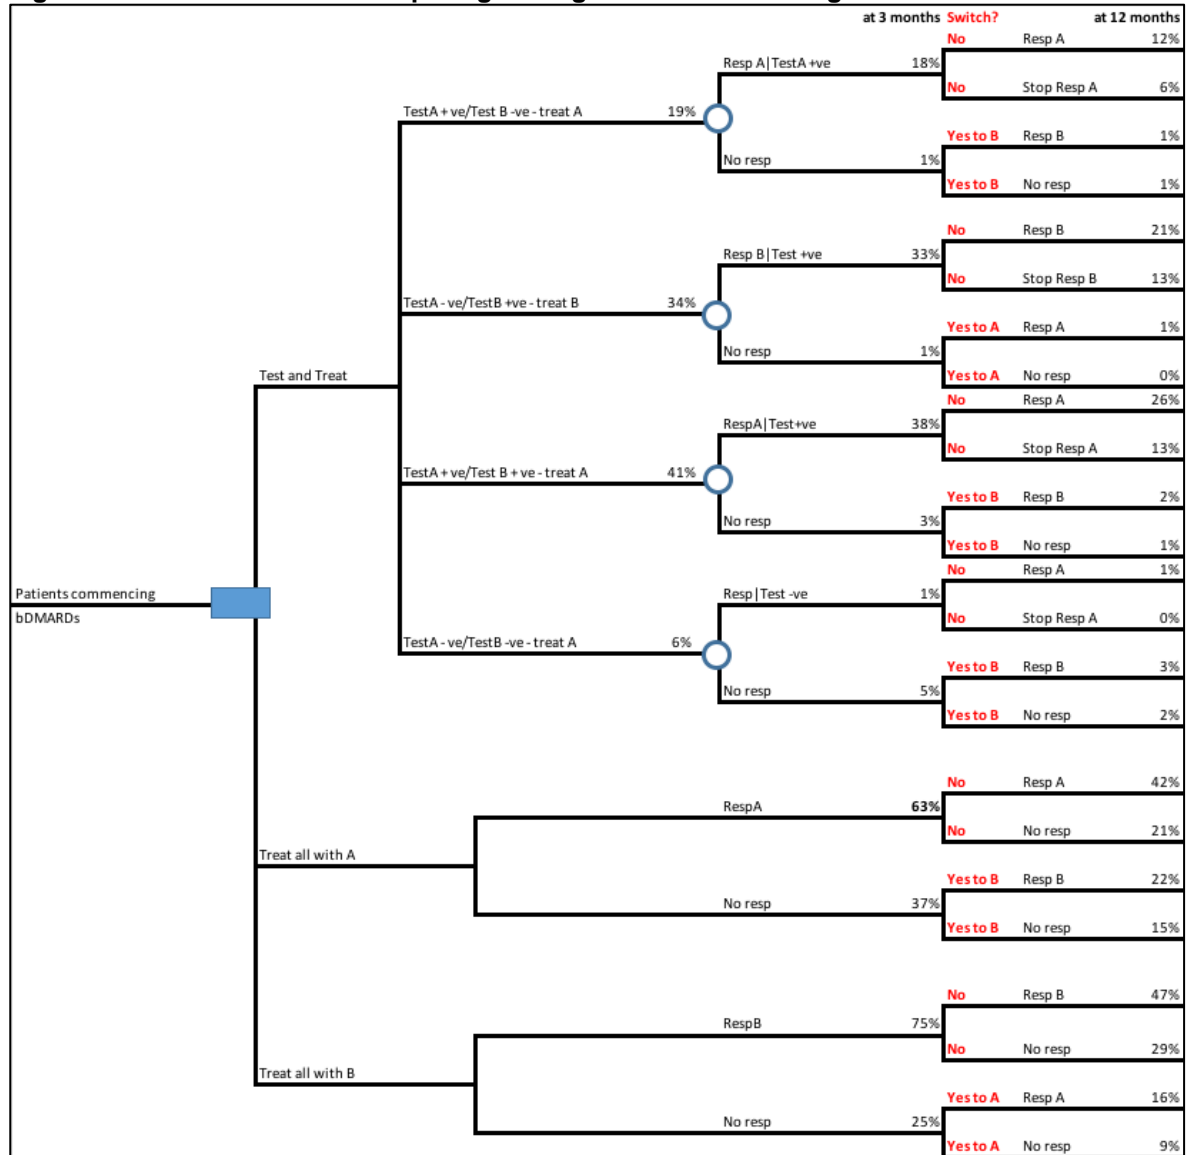 at 3 months Switch? at 12 months
No Resp A 12%
Resp A|TestA +ve 18%
No Stop Resp A 6%
TestA + ve/Test B -ve - treat A 19%
Yes to B Resp B 1%
No resp 1%
Yes to B No resp 1%
No Resp B 21%
Resp B|Test +ve 33%
No Stop Resp B 13%
TestA - ve/TestB +ve - treat B 34%
Yes to A Resp A 1%
No resp 1%
Yes to A No resp 0%
Test and Treat
No Resp A 26%
RespA|Test+ve 38%
No Stop Resp A 13%
TestA + ve/Test B + ve - treat A 41%
Yes to B Resp B 2%
No resp 3%
Yes to B No resp 1%
No Resp A 1%
Patients commencing
bDMARDs
Resp|Test -ve 1%
No Stop Resp A 0%
TestA - ve/TestB -ve - treat A 6%
Yes to B Resp B 3%
No resp 5%
Yes to B No resp 2%
No Resp A 42%
RespA 63%
No No resp 21%
Treat all with A
Yes to B Resp B 22%
No resp 37%
Yes to B No resp 15%
No Resp B 47%
RespB 75%
No No resp 29%
Treat all with B
Yes to A Resp A 16%
No resp 25%
Yes to A No resp 9%